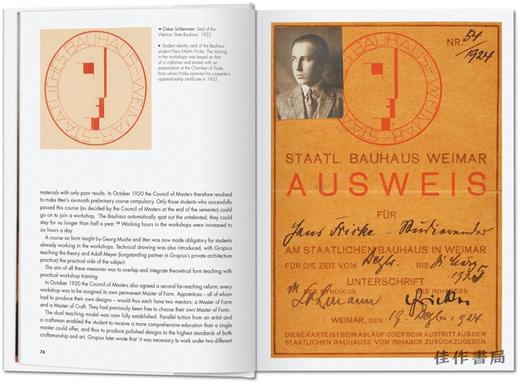 ● Oskar Schlemmer: Seal of the
Weimar State Bauhaus, 1922.
● Student identity card of the Bauhaus,
student Hans Martin Fricke. The training
in the workshops was based on that
of a craftsman and ended with an
examination at the Chamber of Trade,
from whom Fricke received his carpenter's
apprenticeship certificate in 1925.
STAATLICHES BAUHAUS WEIMAR
materials with only poor results. In October 1920 the Council of Masters therefore resolved
to make Itten's six-month preliminary course compulsory. Only those students who successfully
passed this course (as decided by the Council of Masters at the end of the semester) could
go on to join a workshop. 'The Bauhaus automatically spat out the untalented; they could
stay for no longer than half a year.' Working hours in the workshops were increased to
six hours a day.
A course on form taught by Georg Muche and Itten was now made obligatory for students
already working in the workshops. Technical drawing was also introduced, with Gropius
teaching the theory and Adolf Meyer (longstanding partner in Gropius's private architecture
practice) the practical side of the subject.
The aim of all these measures was to overlap and integrate theoretical form teaching with
practical workshop training.
In October 1920 the Council of Masters also agreed a second far-reaching reform: every
workshop was to be assigned its own permanent Master of Form. Apprentices – all of whom
had to produce their own designs – would thus each have two mentors: a Master of Form
and a Master of Craft. They had previously been free to choose their own Master of Form.
The dual teaching model was now fully established. Parallel tuition from an artist and
a craftsman enabled the student to receive a more comprehensive education than a single
master could offer, and thus to produce polished designs to the highest standards of both
craftsmanship and art. Gropius later wrote that 'it was necessary to work under two different
74
NR. 54/
1924
STAATL. BAUHAUS WEIMAR
AUSWEIS
FÜR
Hans Fricke - Studierender
AM STAATLICHEN BAUHAUS IN WEIMAR
FÜR DIE ZEIT VOM BIS
UNTERSCHRIFT
DES SYNDIKUS DES INHABERS
Fricke
WEIMAR, DEN 19. 1924.
DIESE KARTE IST BEIM ABLAUF ODER BEIM AUSTRITT AUS DEM
STAATLICHEN BAUHAUS VOM INHABER ZURÜCKZUGEBEN
佳作書局